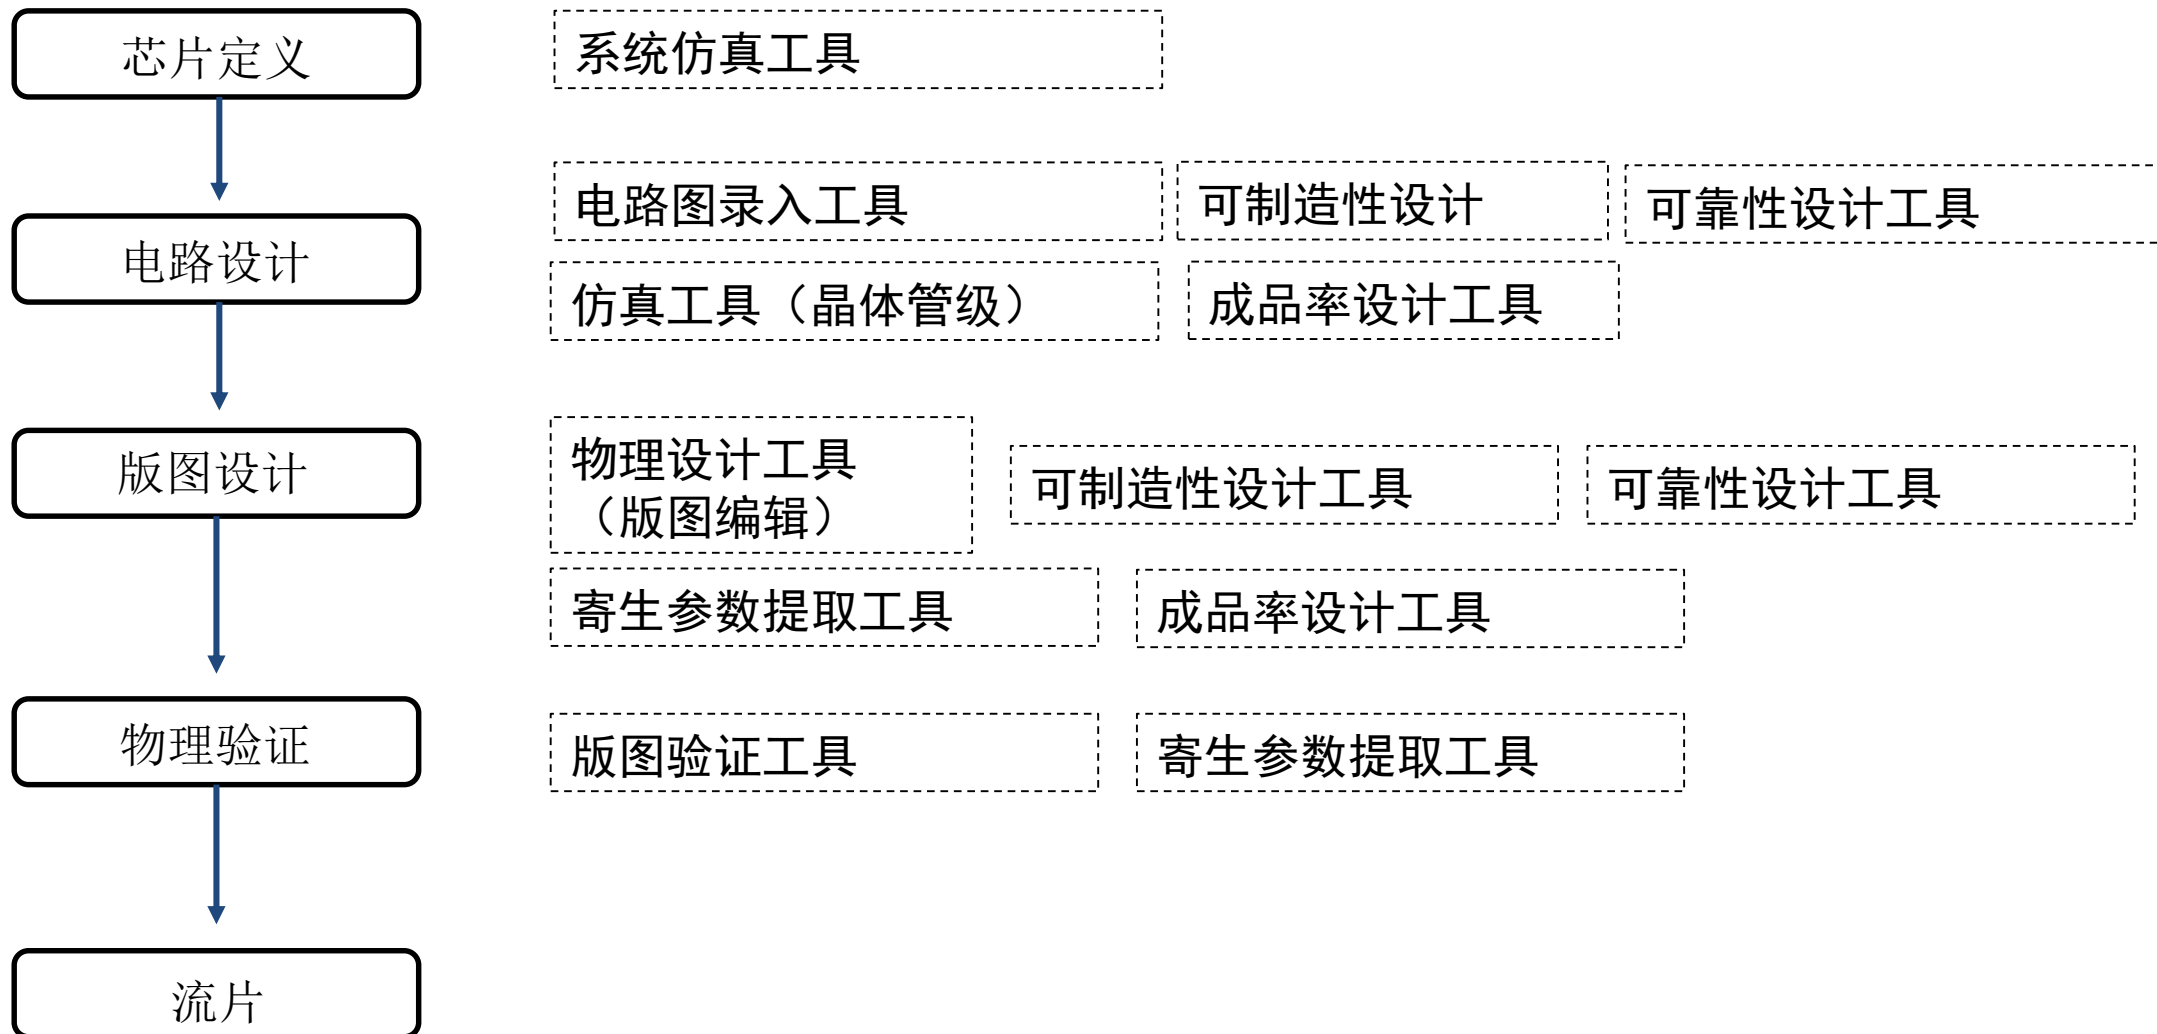 芯片定义
系统仿真工具
电路图录入工具
可制造性设计
可靠性设计工具
电路设计
仿真工具（晶体管级）
成品率设计工具
版图设计
物理设计工具
（版图编辑）
可制造性设计工具
可靠性设计工具
寄生参数提取工具
成品率设计工具
物理验证
版图验证工具
寄生参数提取工具
流片